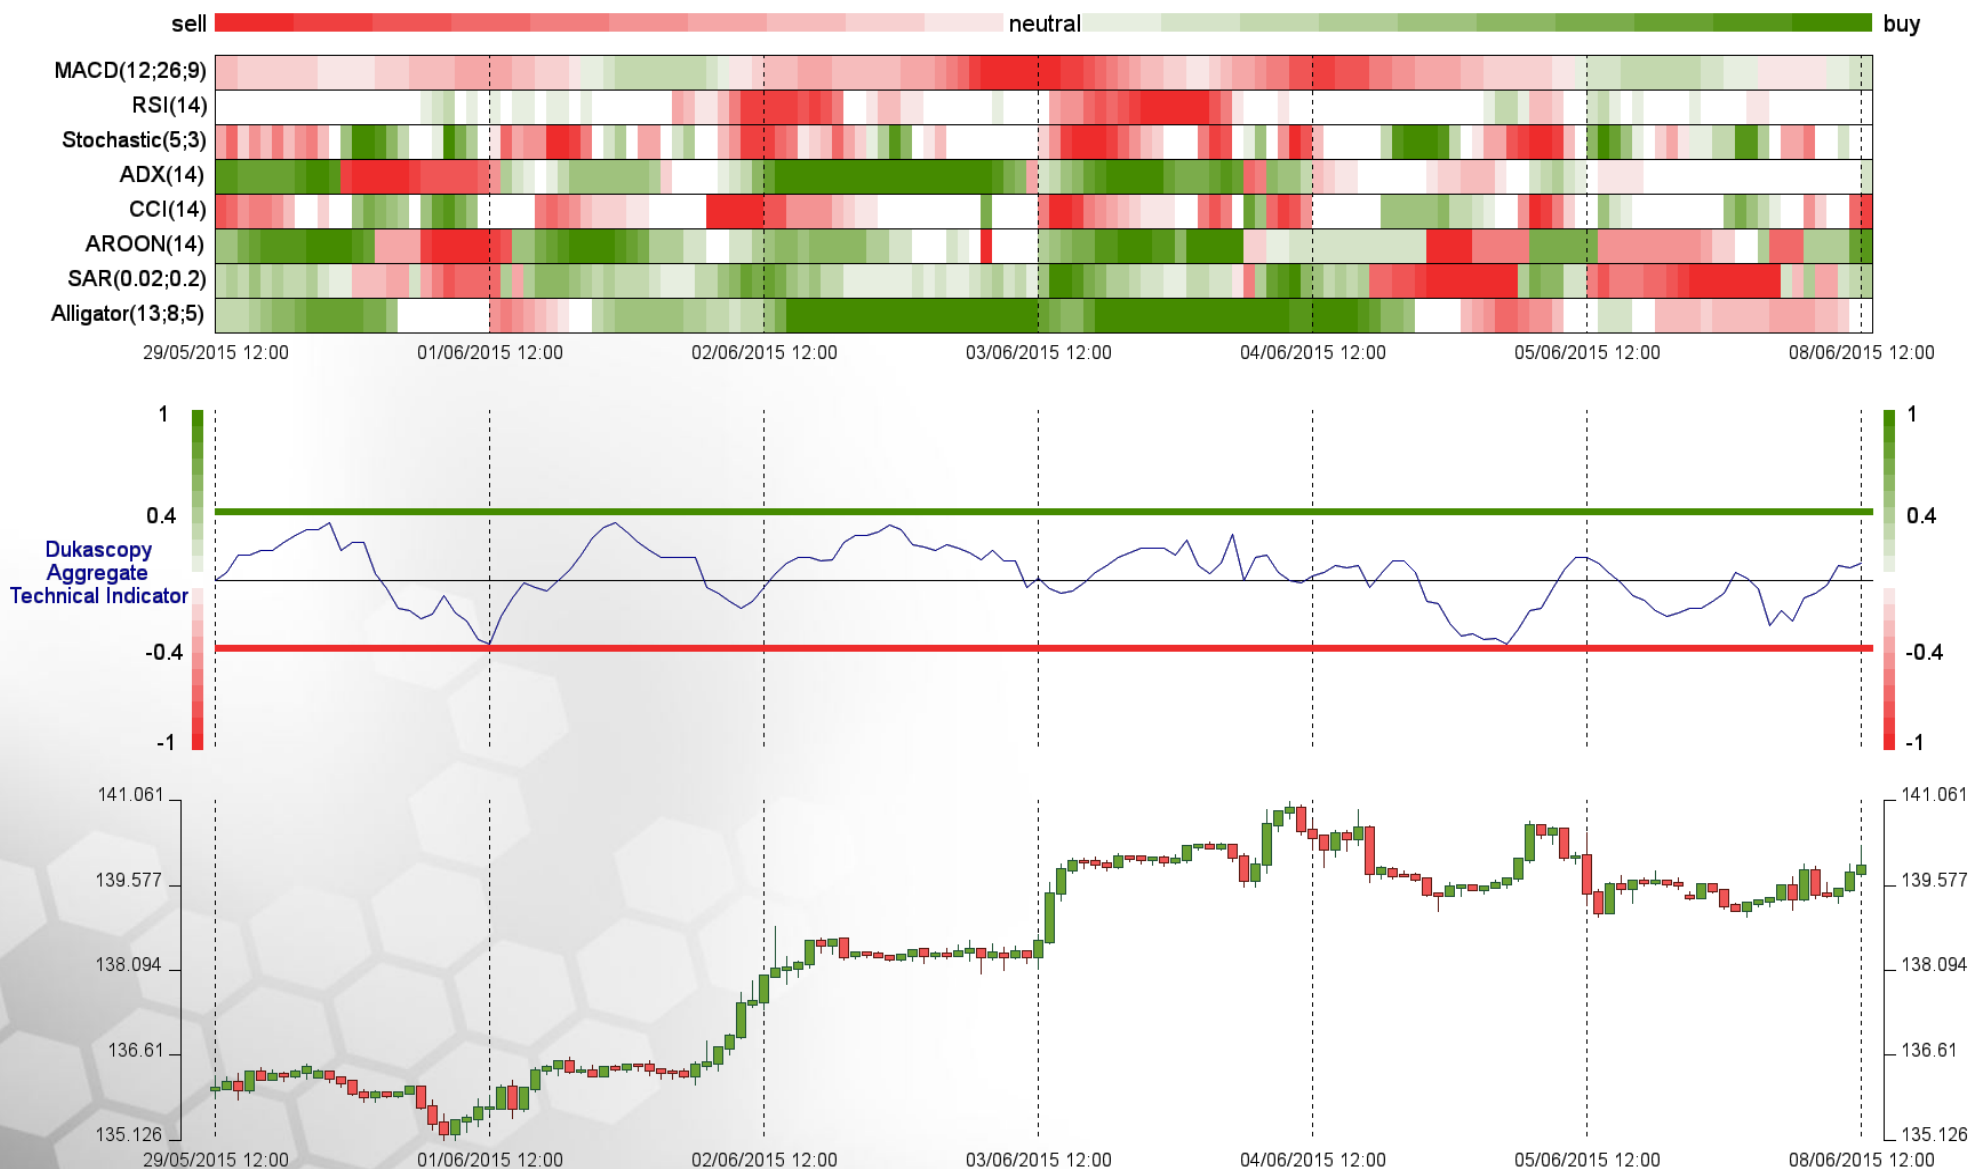 sell neutral buy
MACD(12;26;9)
RSI(14)
Stochastic(5;3)
ADX(14)
CCI(14)
AROON(14)
SAR(0.02;0.2)
Alligator(13;8;5)
29/05/2015 12:00 01/06/2015 12:00 02/06/2015 12:00 03/06/2015 12:00 04/06/2015 12:00 05/06/2015 12:00 08/06/2015 12:00
1 1
0.4 0.4
Dukascopy
Aggregate
Technical Indicator
-0.4 -0.4
-1 -1
141.061 141.061
139.577 139.577
138.094 138.094
136.61 136.61
135.126 135.126
29/05/2015 12:00 01/06/2015 12:00 02/06/2015 12:00 03/06/2015 12:00 04/06/2015 12:00 05/06/2015 12:00 08/06/2015 12:00